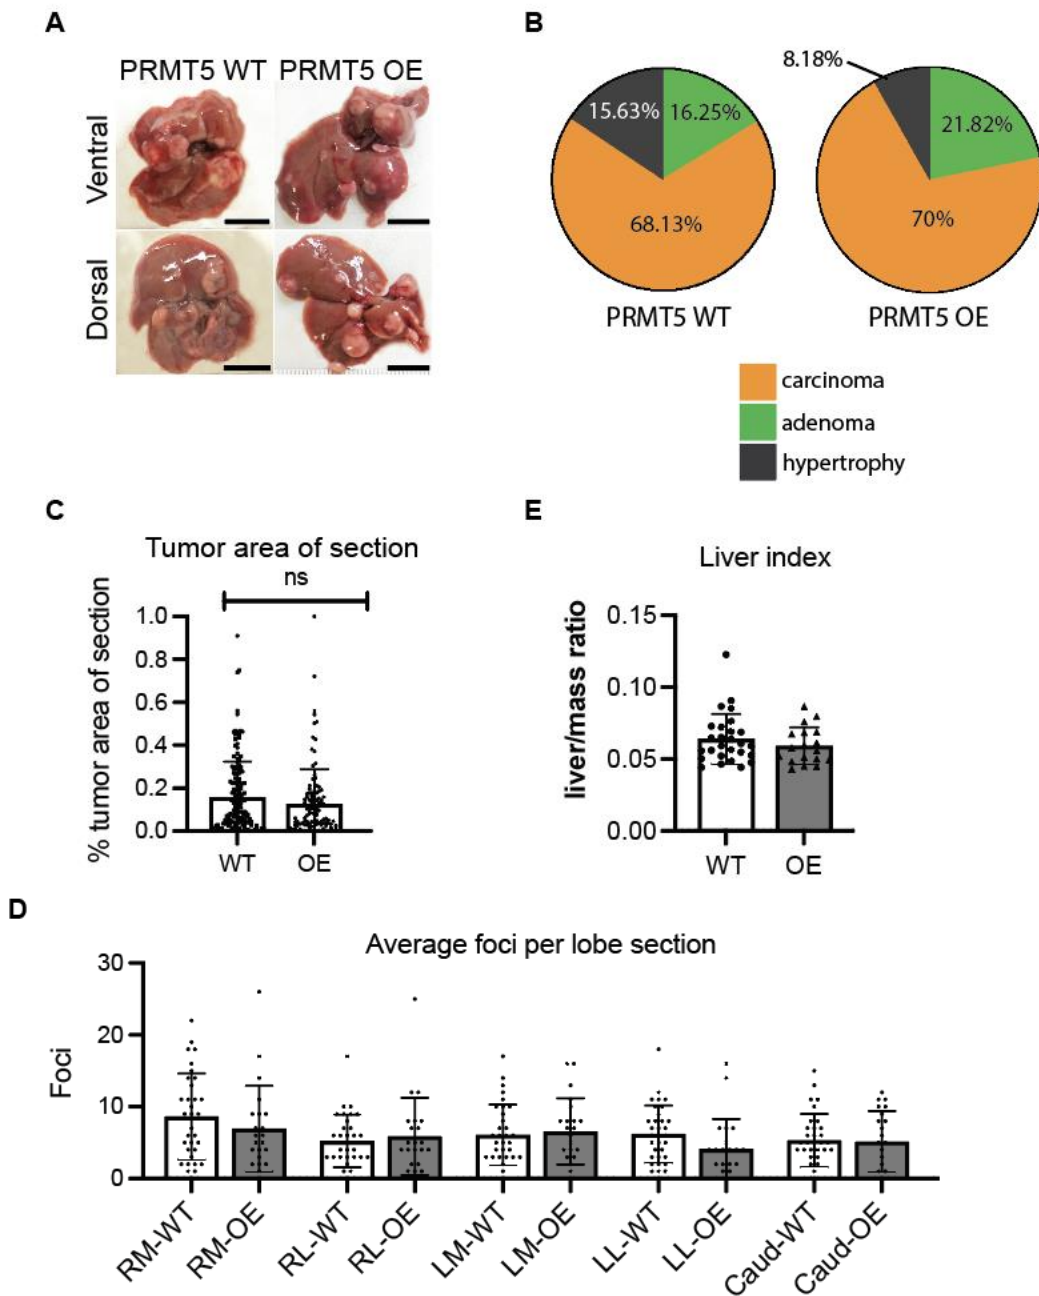 A
PRMT5 WT PRMT5 OE
Ventral
Dorsal
B
15.63%
16.25%
68.13%
PRMT5 WT
8.18%
21.82%
70%
PRMT5 OE
carcinoma
adenoma
hypertrophy
C
Tumor area of section
ns
% tumor area of section
1.0
0.8
0.6
0.4
0.2
0.0
WT
OE
E
Liver index
liver/mass ratio
0.15
0.10
0.05
0.00
WT
OE
D
Average foci per lobe section
Foci
30
20
10
0
RM-WT
RM-OE
RL-WT
RL-OE
LM-WT
LM-OE
LL-WT
LL-OE
Caud-WT
Caud-OE